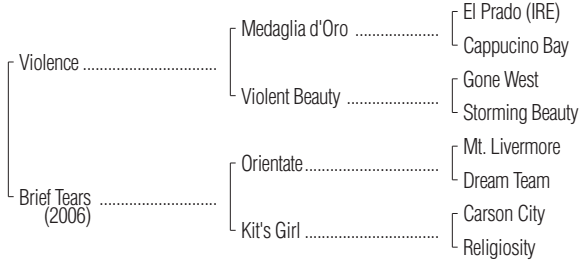 El Prado (IRE)
Medaglia d'Oro ....................
Cappucino Bay
Violence ................................
Gone West
Violent Beauty ......................
Storming Beauty
Mt. Livermore
Orientate................................
Dream Team
Brief Tears ............................
(2006)
Carson City
Kit's Girl ................................
Religiosity